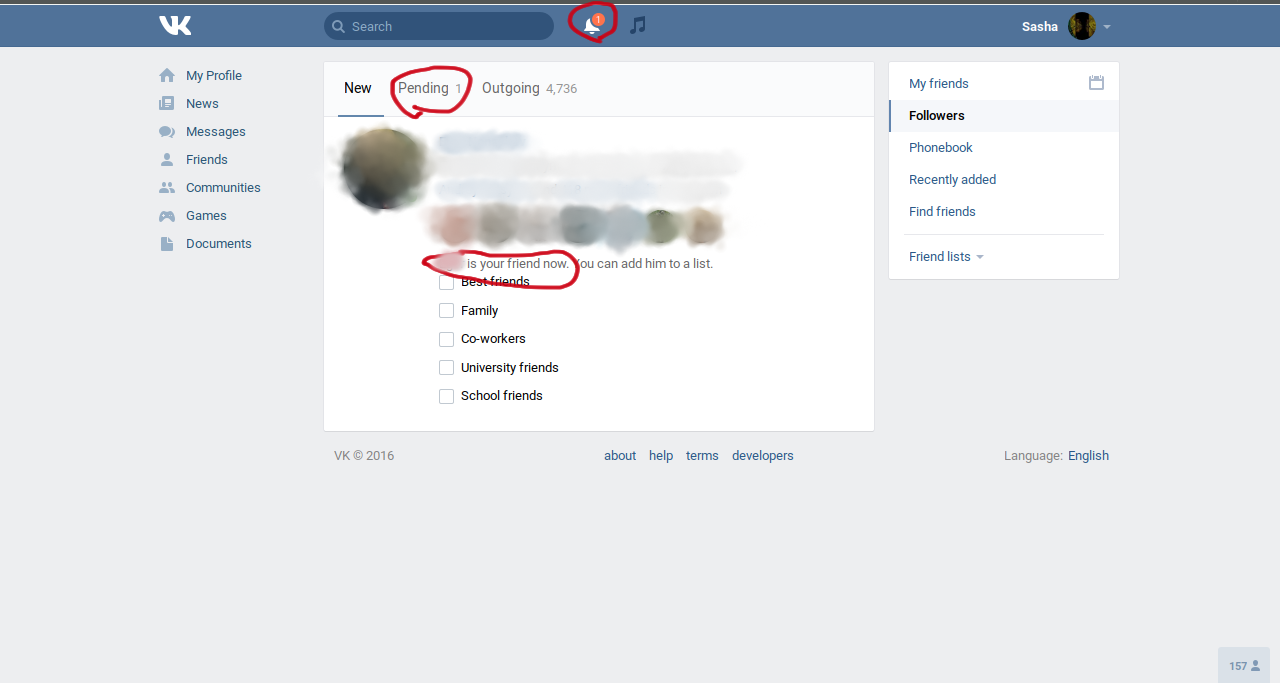 VK Search 1 Sasha
My Profile
News
Messages
Friends
Communities
Games
Documents
New Pending 1 Outgoing 4,736
is your friend now. You can add him to a list.
Best friends
Family
Co-workers
University friends
School friends
My friends
Followers
Phonebook
Recently added
Find friends
Friend lists
VK © 2016 about help terms developers Language: English
157